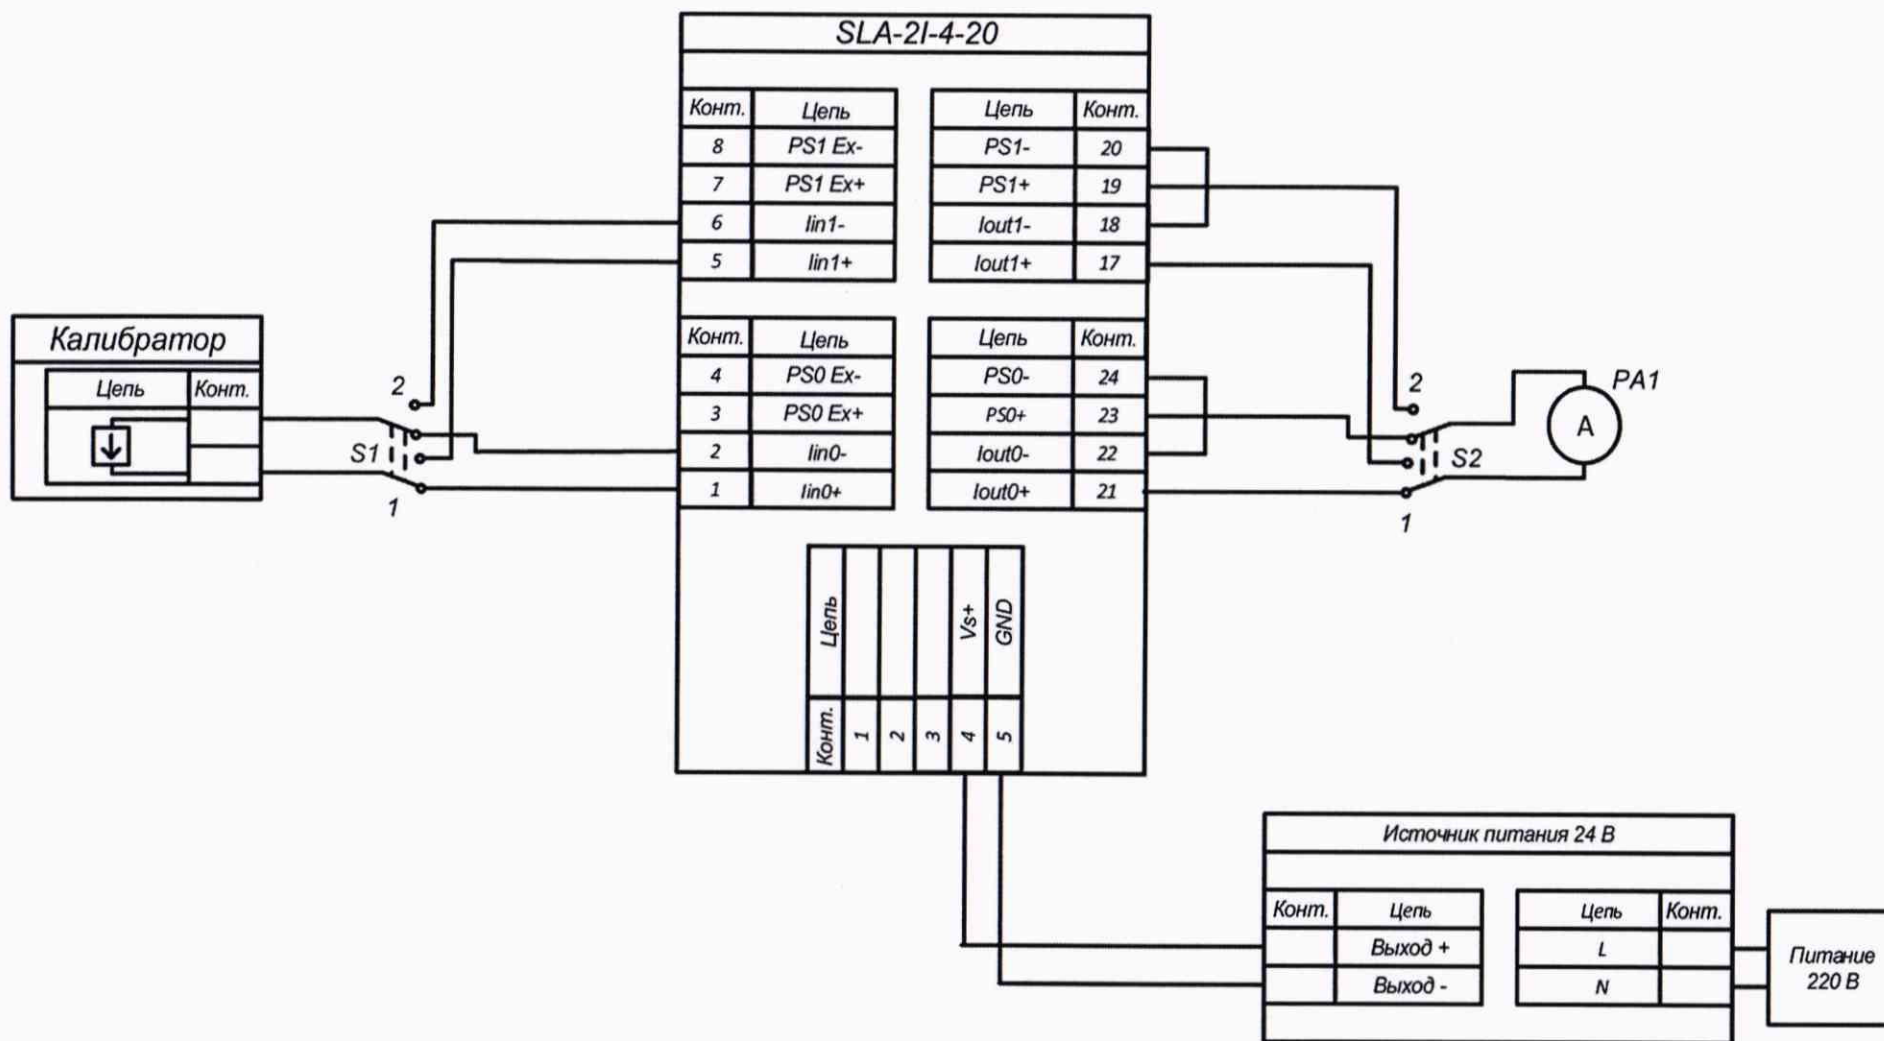 SLA-2I-4-20
Конт. Цепь
8 PS1 Ex-
7 PS1 Ex+
6 Iin1-
5 Iin1+
Цепь Конт.
PS1- 20
PS1+ 19
Iout1- 18
Iout1+ 17
Конт. Цепь
4 PS0 Ex-
3 PS0 Ex+
2 Iin0-
1 Iin0+
Цепь Конт.
PS0- 24
PS0+ 23
Iout0- 22
Iout0+ 21
Калибратор
Цепь Конт.
2
S1
1
2
S2
1
PA1
A
Цепь Vs+ GND
Конт. 1 2 3 4 5
Источник питания 24 В
Конт. Цепь
Выход +
Выход -
Цепь Конт.
L
N
Питание
220 В